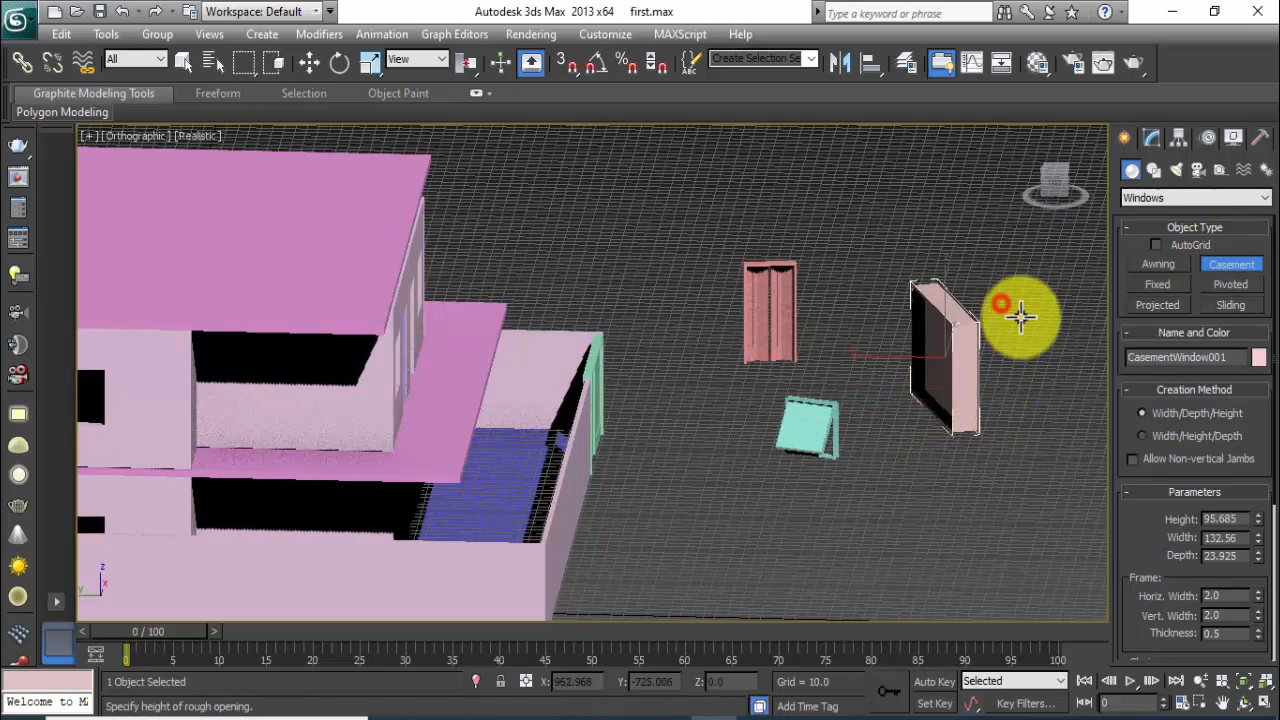 Workspace: Default
Autodesk 3ds Max 2013 x64 first.max
Type a keyword or phrase
Edit Tools Group Views Create Modifiers Animation Graph Editors Rendering Customize MAXScript Help
All
View
Create Selection Se
Graphite Modeling Tools Freeform Selection Object Paint
Polygon Modeling
[+] [Orthographic] [Realistic]
Windows
- Object Type
AutoGrid
Awning Casement
Fixed Pivoted
Projected Sliding
- Name and Color
CasementWindow001
- Creation Method
Width/Depth/Height
Width/Height/Depth
Allow Non-vertical Jambs
- Parameters
Height: 95.685
Width: 132.56
Depth: 23.925
Frame:
Horiz. Width: 2.0
Vert. Width: 2.0
Thickness: 0.5
z
x
y
0 / 100
0 5 10 15 20 25 30 35 40 45 50 55 60 65 70 75 80 85 90 95 100
1 Object Selected
X: 962.968 Y: -725.006 Z: 0.0
Grid = 10.0
Auto Key Selected
Welcome to M
Specify height of rough opening.
Add Time Tag
Set Key Key Filters...
0